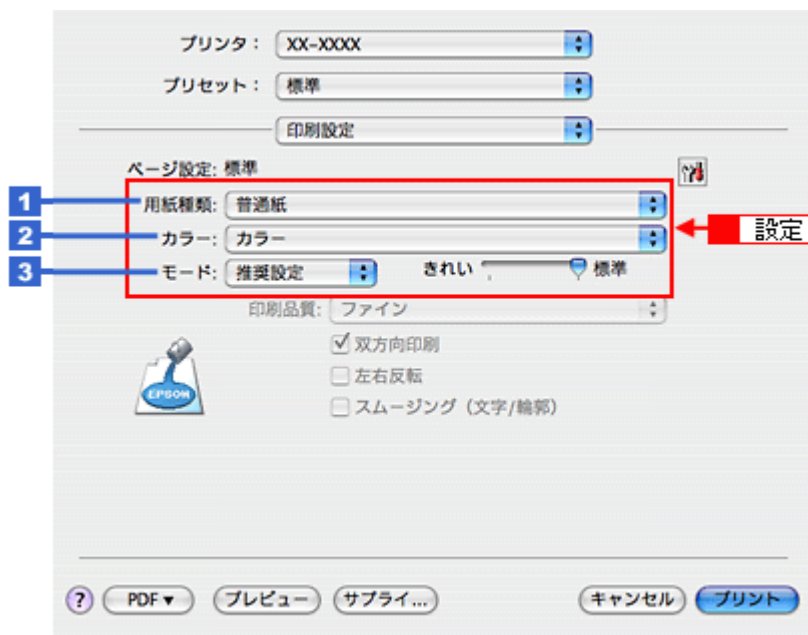 プリンタ： XX-XXXX
プリセット： 標準
印刷設定
ページ設定: 標準
1 用紙種類: 普通紙
設定
2 カラー: カラー
3 モード: 推奨設定 きれい 標準
印刷品質: ファイン
双方向印刷
左右反転
スムージング（文字/輪郭）
EPSON
? PDF▼ プレビュー サプライ... キャンセル プリント